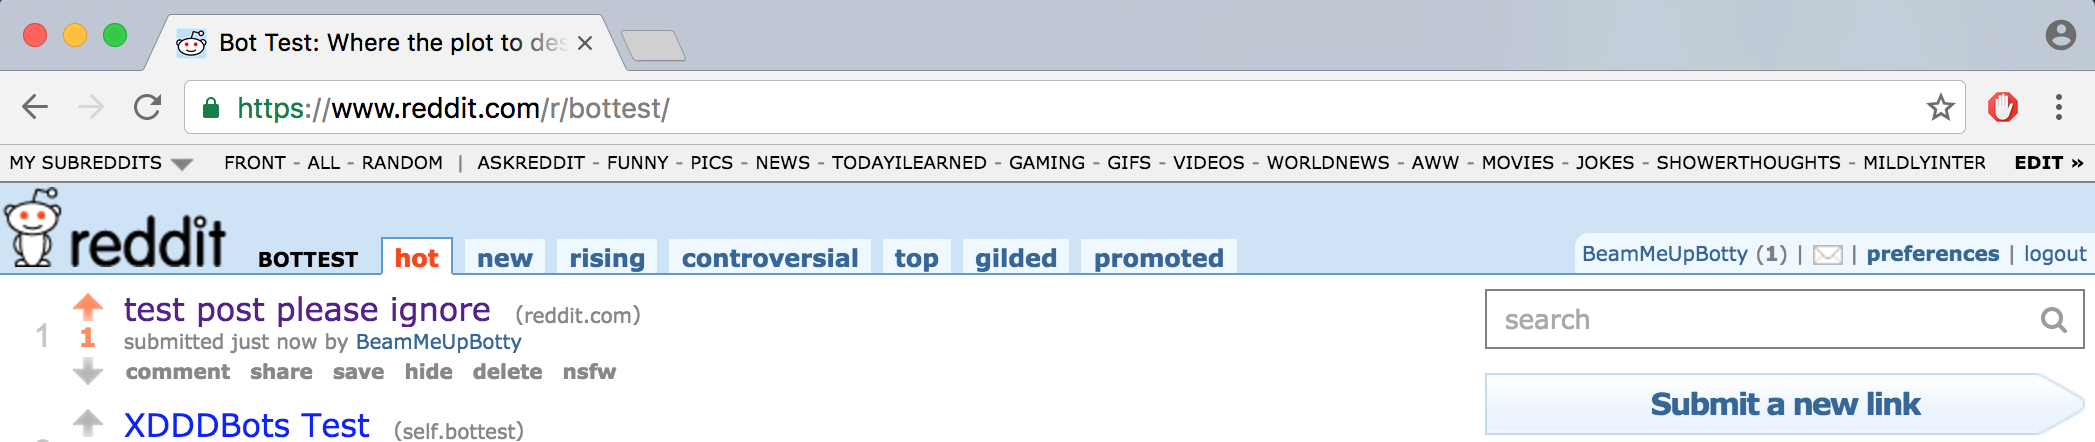 Bot Test: Where the plot to des
https://www.reddit.com/r/bottest/
MY SUBREDDITS FRONT - ALL - RANDOM | ASKREDDIT - FUNNY - PICS - NEWS - TODAYILEARNED - GAMING - GIFS - VIDEOS - WORLDNEWS - AWW - MOVIES - JOKES - SHOWERTHOUGHTS - MILDLYINTER EDIT »
reddit BOTTEST hot new rising controversial top gilded promoted BeamMeUpBotty (1) | | preferences | logout
test post please ignore (reddit.com)
1 1
submitted just now by BeamMeUpBotty
comment share save hide delete nsfw
XDDDBots Test (self.bottest)
search
Submit a new link